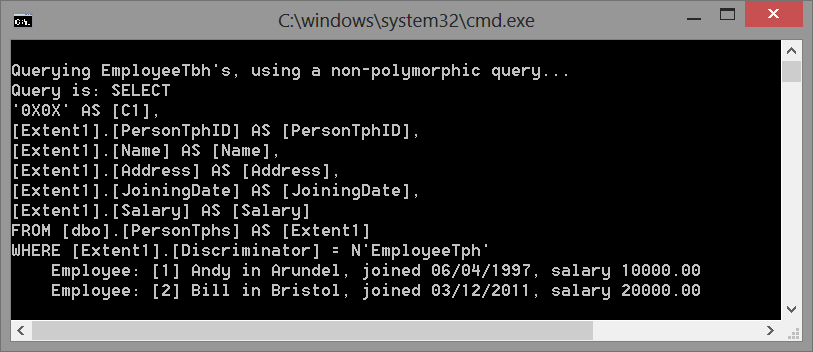 C:\windows\system32\cmd.exe
Querying EmployeeTbh's, using a non-polymorphic query...
Query is: SELECT
'0X0X' AS [C1],
[Extent1].[PersonTphID] AS [PersonTphID],
[Extent1].[Name] AS [Name],
[Extent1].[Address] AS [Address],
[Extent1].[JoiningDate] AS [JoiningDate],
[Extent1].[Salary] AS [Salary]
FROM [dbo].[PersonTphs] AS [Extent1]
WHERE [Extent1].[Discriminator] = N'EmployeeTph'
    Employee: [1] Andy in Arundel, joined 06/04/1997, salary 10000.00
    Employee: [2] Bill in Bristol, joined 03/12/2011, salary 20000.00